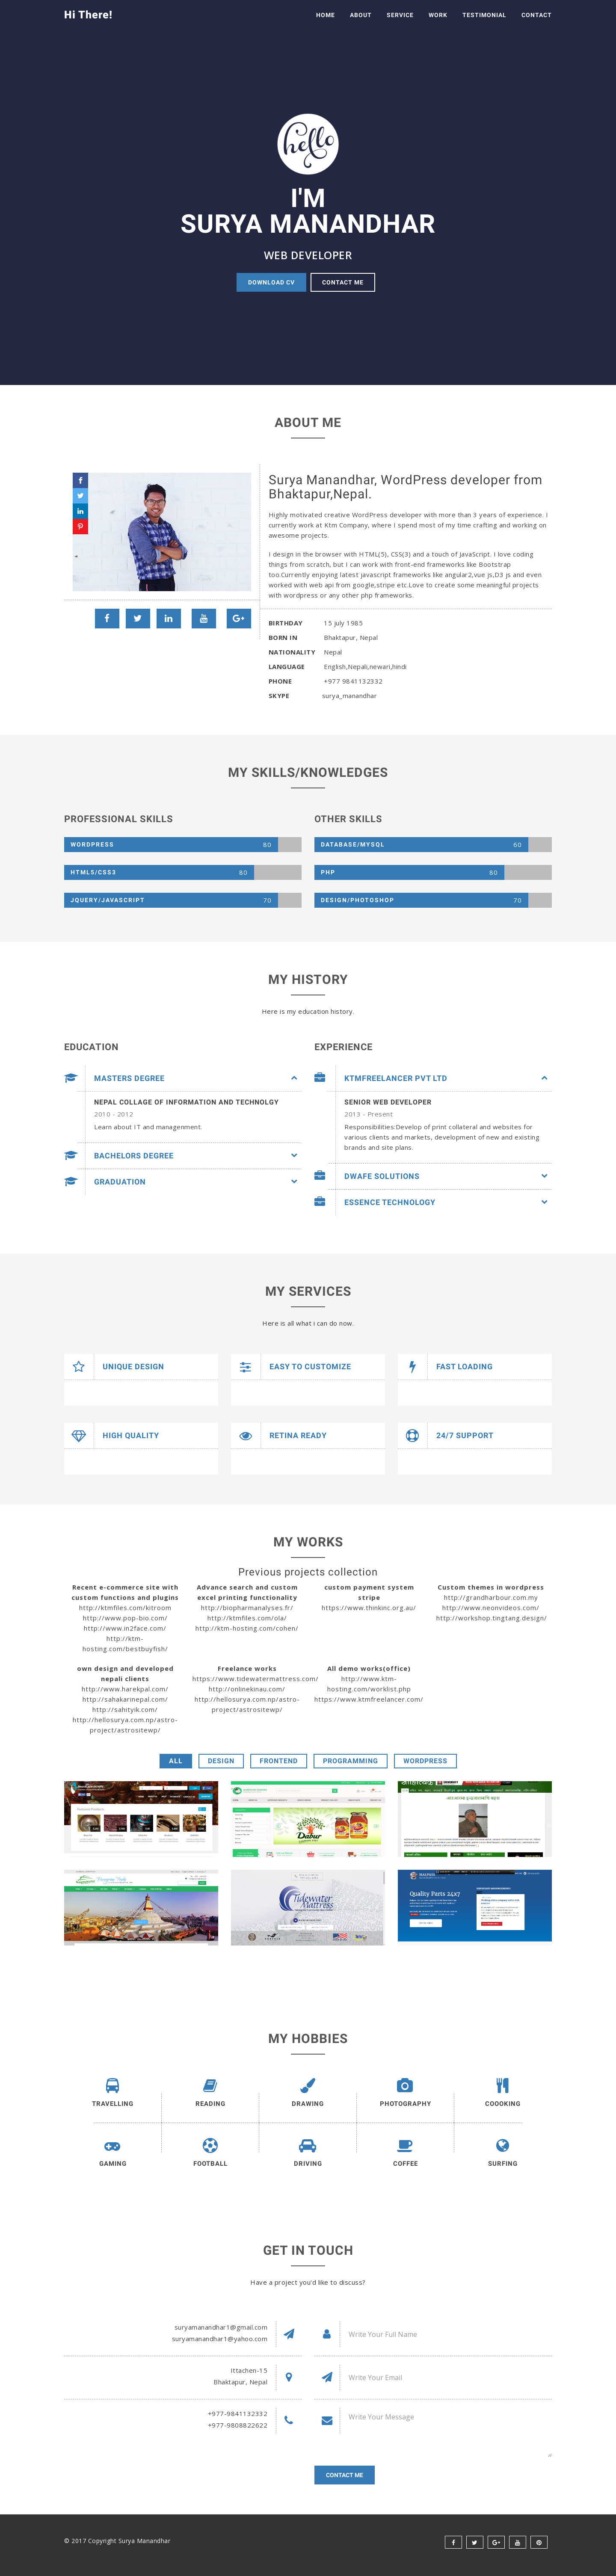 Hi There!
HOME ABOUT SERVICE WORK TESTIMONIAL CONTACT
hello
I'M
SURYA MANANDHAR
WEB DEVELOPER
DOWNLOAD CV CONTACT ME
ABOUT ME
Surya Manandhar, WordPress developer from
Bhaktapur,Nepal.
Highly motivated creative WordPress developer with more than 3 years of experience. I
currently work at Ktm Company, where I spend most of my time crafting and working on
awesome projects.
I design in the browser with HTML(5), CSS(3) and a touch of JavaScript. I love coding
things from scratch, but I can work with front-end frameworks like Bootstrap
too.Currently enjoying latest javascript frameworks like angular2,vue js,D3 js and even
worked with web api from google,stripe etc.Love to create some meaningful projects
with wordpress or any other php frameworks.
BIRTHDAY 15 july 1985
BORN IN Bhaktapur, Nepal
NATIONALITY Nepal
LANGUAGE English,Nepali,newari,hindi
PHONE +977 9841132332
SKYPE surya_manandhar
MY SKILLS/KNOWLEDGES
PROFESSIONAL SKILLS
WORDPRESS 80
HTML5/CSS3 80
JQUERY/JAVASCRIPT 70
OTHER SKILLS
DATABASE/MYSQL 60
PHP 80
DESIGN/PHOTOSHOP 70
MY HISTORY
Here is my education history.
EDUCATION
MASTERS DEGREE
NEPAL COLLAGE OF INFORMATION AND TECHNOLGY
2010 - 2012
Learn about IT and managenment.
BACHELORS DEGREE
GRADUATION
EXPERIENCE
KTMFREELANCER PVT LTD
SENIOR WEB DEVELOPER
2013 - Present
Responsibilities:Develop of print collateral and websites for
various clients and markets, development of new and existing
brands and site plans.
DWAFE SOLUTIONS
ESSENCE TECHNOLOGY
MY SERVICES
Here is all what i can do now.
UNIQUE DESIGN
EASY TO CUSTOMIZE
FAST LOADING
HIGH QUALITY
RETINA READY
24/7 SUPPORT
MY WORKS
Previous projects collection
Recent e-commerce site with
custom functions and plugins
http://ktmfiles.com/kitroom
http://www.pop-bio.com/
http://www.in2face.com/
http://ktm-
hosting.com/bestbuyfish/
Advance search and custom
excel printing functionality
http://biopharmanalyses.fr/
http://ktmfiles.com/ola/
http://ktm-hosting.com/cohen/
custom payment system
stripe
https://www.thinkinc.org.au/
Custom themes in wordpress
http://grandharbour.com.my
http://www.neonvideos.com/
http://workshop.tingtang.design/
own design and developed
nepali clients
http://www.harekpal.com/
http://sahakarinepal.com/
http://sahityik.com/
http://hellosurya.com.np/astro-
project/astrositewp/
Freelance works
https://www.tidewatermattress.com/
http://onlinekinau.com/
http://hellosurya.com.np/astro-
project/astrositewp/
All demo works(office)
http://www.ktm-
hosting.com/worklist.php
https://www.ktmfreelancer.com/
ALL DESIGN FRONTEND PROGRAMMING WORDPRESS
Dabur
Tidewater
Mattress
Quality Parts 24x7
MY HOBBIES
TRAVELLING READING DRAWING PHOTOGRAPHY COOOKING
GAMING FOOTBALL DRIVING COFFEE SURFING
GET IN TOUCH
Have a project you'd like to discuss?
suryamanandhar1@gmail.com
suryamanandhar1@yahoo.com
Ittachen-15
Bhaktapur, Nepal
+977-9841132332
+977-9808822622
Write Your Full Name
Write Your Email
Write Your Message
CONTACT ME
© 2017 Copyright Surya Manandhar